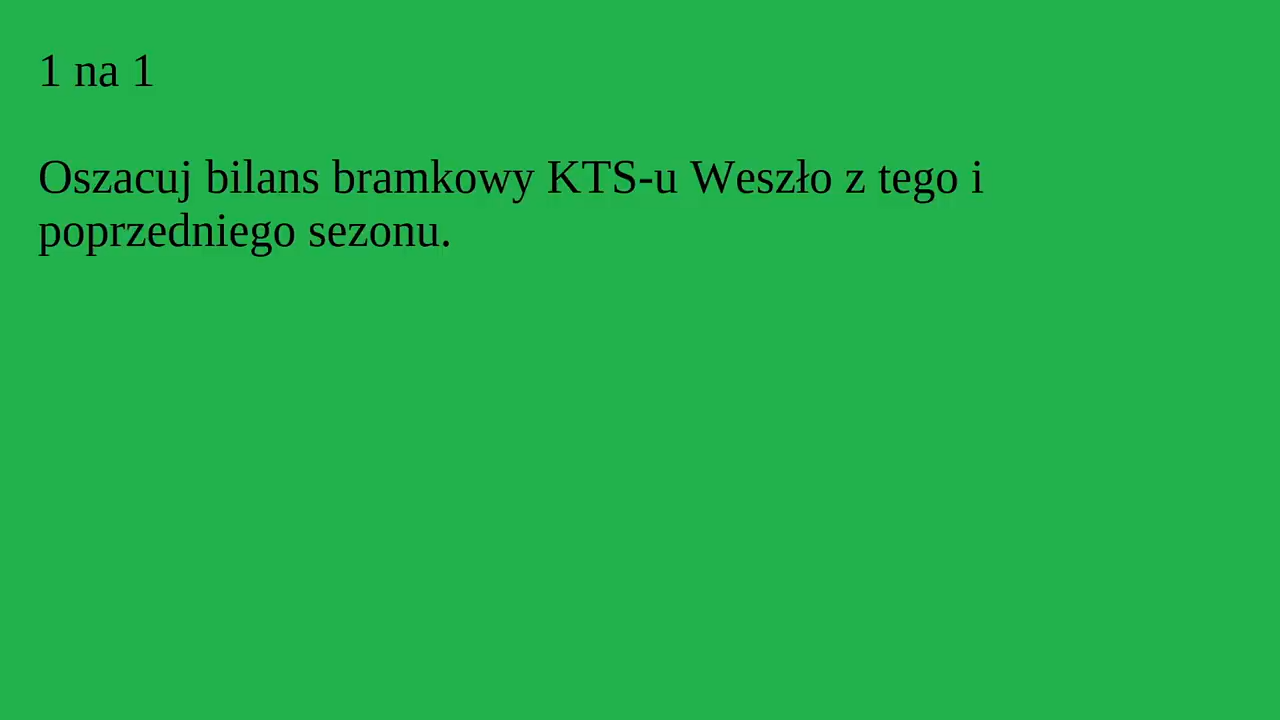 1 na 1
Oszacuj bilans bramkowy KTS-u Weszło z tego i
poprzedniego sezonu.